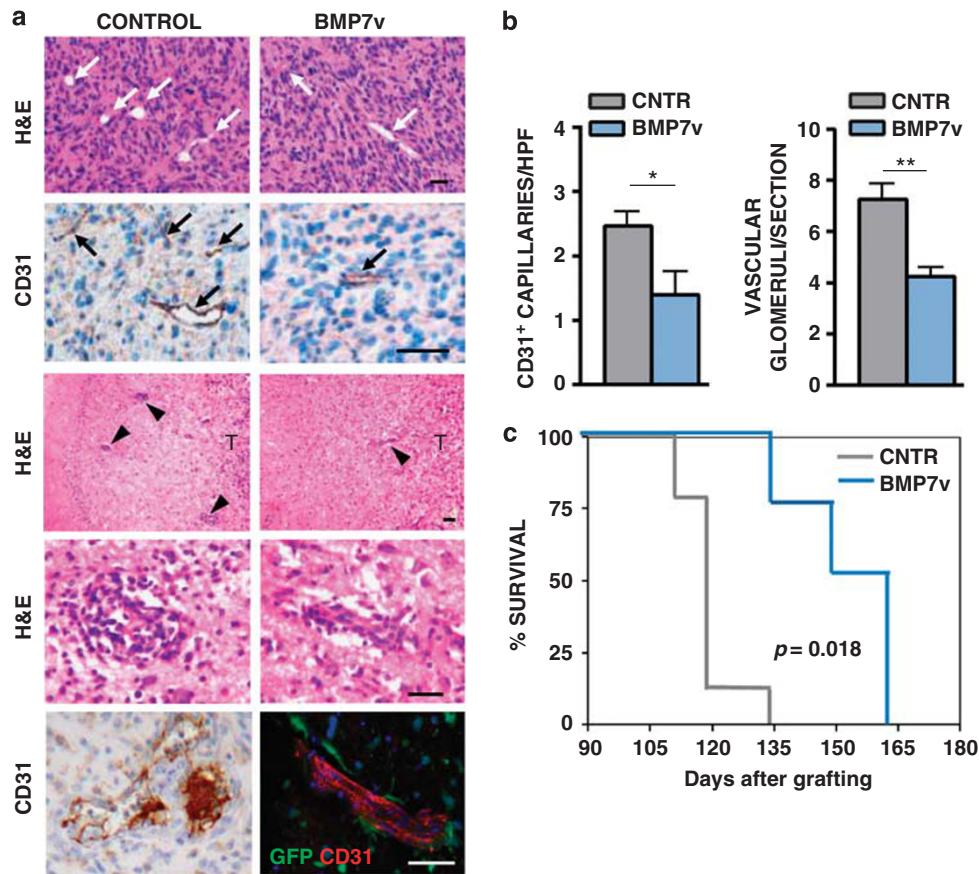 a
CONTROL
BMP7v
H&E
CD31
H&E
T
T
H&E
CD31
GFP CD31
b
CNTR
BMP7v
CD31+ CAPILLARIES/HPF
4
3
2
1
0
*
CNTR
BMP7v
VASCULAR
GLOMERULI/SECTION
10
8
6
4
2
0
**
c
% SURVIVAL
100
75
50
25
0
CNTR
BMP7v
p = 0.018
90 105 120 135 150 165 180
Days after grafting